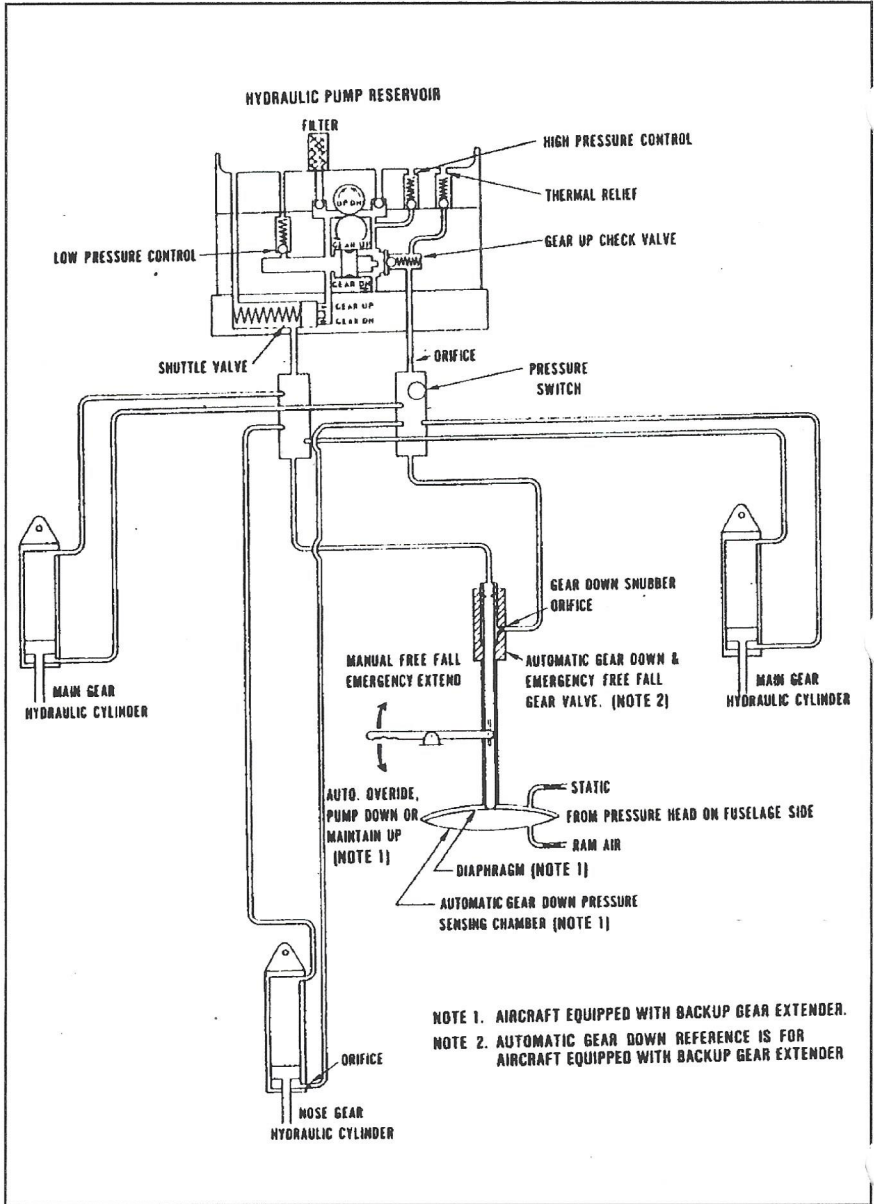 HYDRAULIC PUMP RESERVOIR
FILTER
HIGH PRESSURE CONTROL
THERMAL RELIEF
UP DN
GEAR UP
GEAR UP CHECK VALVE
LOW PRESSURE CONTROL
GEAR DN
GEAR UP
GEAR DN
ORIFICE
SHUTTLE VALVE
PRESSURE
SWITCH
GEAR DOWN SNUBBER
ORIFICE
MANUAL FREE FALL
EMERGENCY EXTEND
AUTOMATIC GEAR DOWN &
EMERGENCY FREE FALL
GEAR VALVE. (NOTE 2)
MAIN GEAR
HYDRAULIC CYLINDER
MAIN GEAR
HYDRAULIC CYLINDER
AUTO. OVERIDE,
PUMP DOWN OR
MAINTAIN UP
(NOTE 1)
STATIC
FROM PRESSURE HEAD ON FUSELAGE SIDE
RAM AIR
DIAPHRAGM (NOTE 1)
AUTOMATIC GEAR DOWN PRESSURE
SENSING CHAMBER (NOTE 1)
NOTE 1. AIRCRAFT EQUIPPED WITH BACKUP GEAR EXTENDER.
NOTE 2. AUTOMATIC GEAR DOWN REFERENCE IS FOR
AIRCRAFT EQUIPPED WITH BACKUP GEAR EXTENDER
ORIFICE
NOSE GEAR
HYDRAULIC CYLINDER